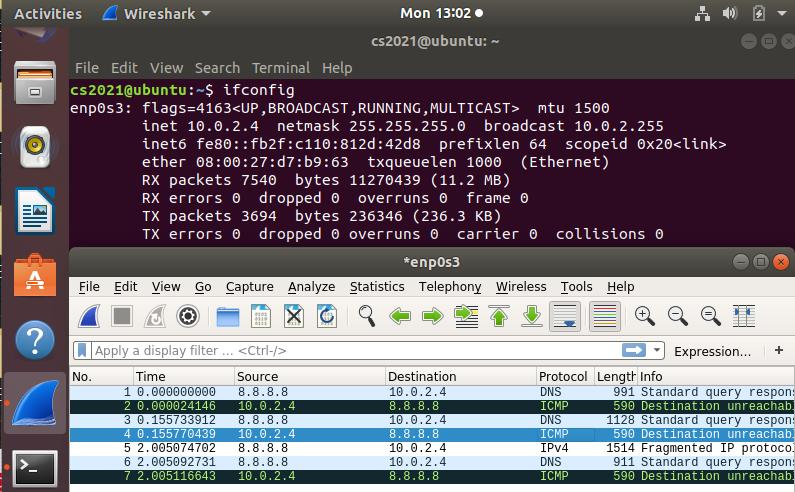 Activities Wireshark Mon 13:02
cs2021@ubuntu: ~
File Edit View Search Terminal Help
cs2021@ubuntu:~$ ifconfig
enp0s3: flags=4163<UP,BROADCAST,RUNNING,MULTICAST> mtu 1500
inet 10.0.2.4 netmask 255.255.255.0 broadcast 10.0.2.255
inet6 fe80::fb2f:c110:812d:42d8 prefixlen 64 scopeid 0x20<link>
ether 08:00:27:d7:b9:63 txqueuelen 1000 (Ethernet)
RX packets 7540 bytes 11270439 (11.2 MB)
RX errors 0 dropped 0 overruns 0 frame 0
TX packets 3694 bytes 236346 (236.3 KB)
TX errors 0 dropped 0 overruns 0 carrier 0 collisions 0
*enp0s3
File Edit View Go Capture Analyze Statistics Telephony Wireless Tools Help
Apply a display filter ... <Ctrl-/> Expression... +
No. Time Source Destination Protocol Length Info
1 0.000000000 8.8.8.8 10.0.2.4 DNS 991 Standard query respons
2 0.000024146 10.0.2.4 8.8.8.8 ICMP 590 Destination unreachabl
3 0.155733912 8.8.8.8 10.0.2.4 DNS 1128 Standard query respons
4 0.155770439 10.0.2.4 8.8.8.8 ICMP 590 Destination unreachabl
5 2.005074702 8.8.8.8 10.0.2.4 IPv4 1514 Fragmented IP protoco
6 2.005092731 8.8.8.8 10.0.2.4 DNS 911 Standard query respons
7 2.005116643 10.0.2.4 8.8.8.8 ICMP 590 Destination unreachabl